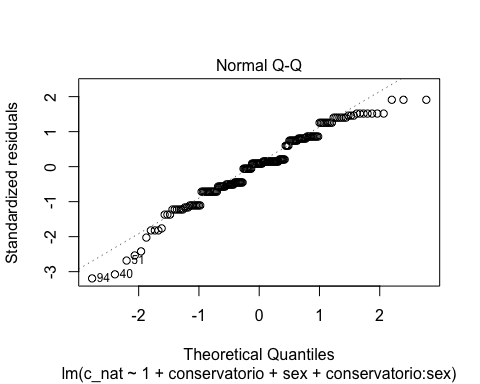 Normal Q-Q
Standardized residuals
2
1
0
-1
-2
-3
94
40
51
-2 -1 0 1 2
Theoretical Quantiles
lm(c_nat ~ 1 + conservatorio + sex + conservatorio:sex)